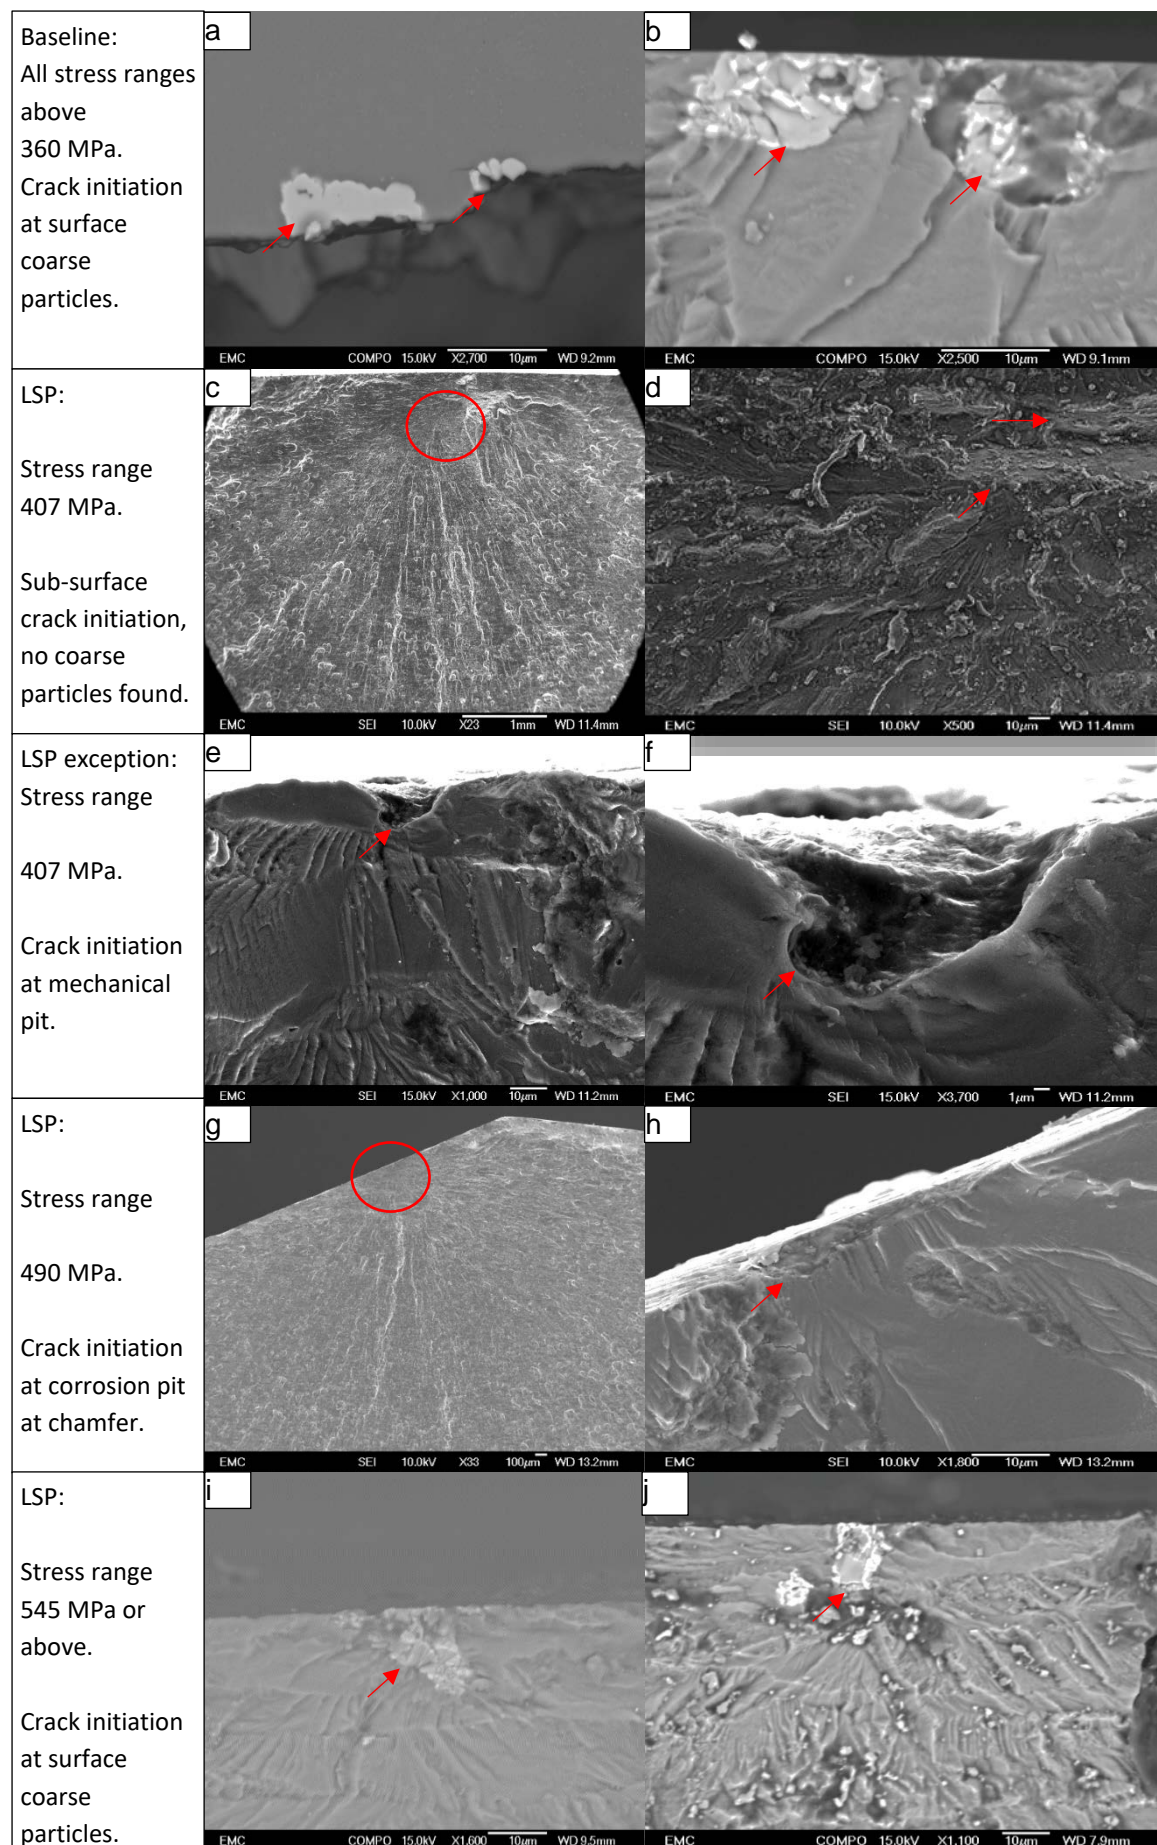 Baseline:
All stress ranges
above
360 MPa.
Crack initiation
at surface
coarse
particles.
a
EMC COMPO 15.0kV X2,700 10µm WD 9.2mm
b
EMC COMPO 15.0kV X2,500 10µm WD 9.1mm
LSP:
Stress range
407 MPa.
Sub-surface
crack initiation,
no coarse
particles found.
c
EMC SEI 10.0kV X23 1mm WD 11.4mm
d
EMC SEI 10.0kV X500 10µm WD 11.4mm
LSP exception:
Stress range
407 MPa.
Crack initiation
at mechanical
pit.
e
EMC SEI 15.0kV X1,000 10µm WD 11.2mm
f
EMC SEI 15.0kV X3,700 1µm WD 11.2mm
LSP:
Stress range
490 MPa.
Crack initiation
at corrosion pit
at chamfer.
g
EMC SEI 10.0kV X33 100µm WD 13.2mm
h
EMC SEI 10.0kV X1,800 10µm WD 13.2mm
LSP:
Stress range
545 MPa or
above.
Crack initiation
at surface
coarse
particles.
i
EMC COMPO 15.0kV X1,600 10µm WD 9.5mm
j
EMC COMPO 15.0kV X1,100 10µm WD 7.9mm